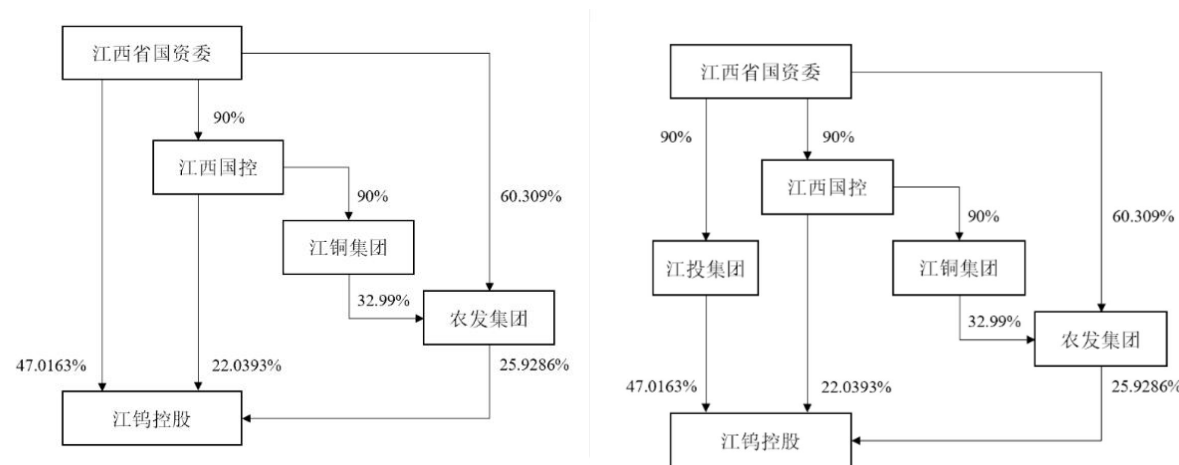 江西省国资委
90%
江西国控
90%
60.309%
江铜集团
32.99%
农发集团
47.0163%
22.0393%
25.9286%
江钨控股
江西省国资委
90%
90%
江西国控
90%
60.309%
江投集团
江铜集团
32.99%
农发集团
47.0163%
22.0393%
25.9286%
江钨控股